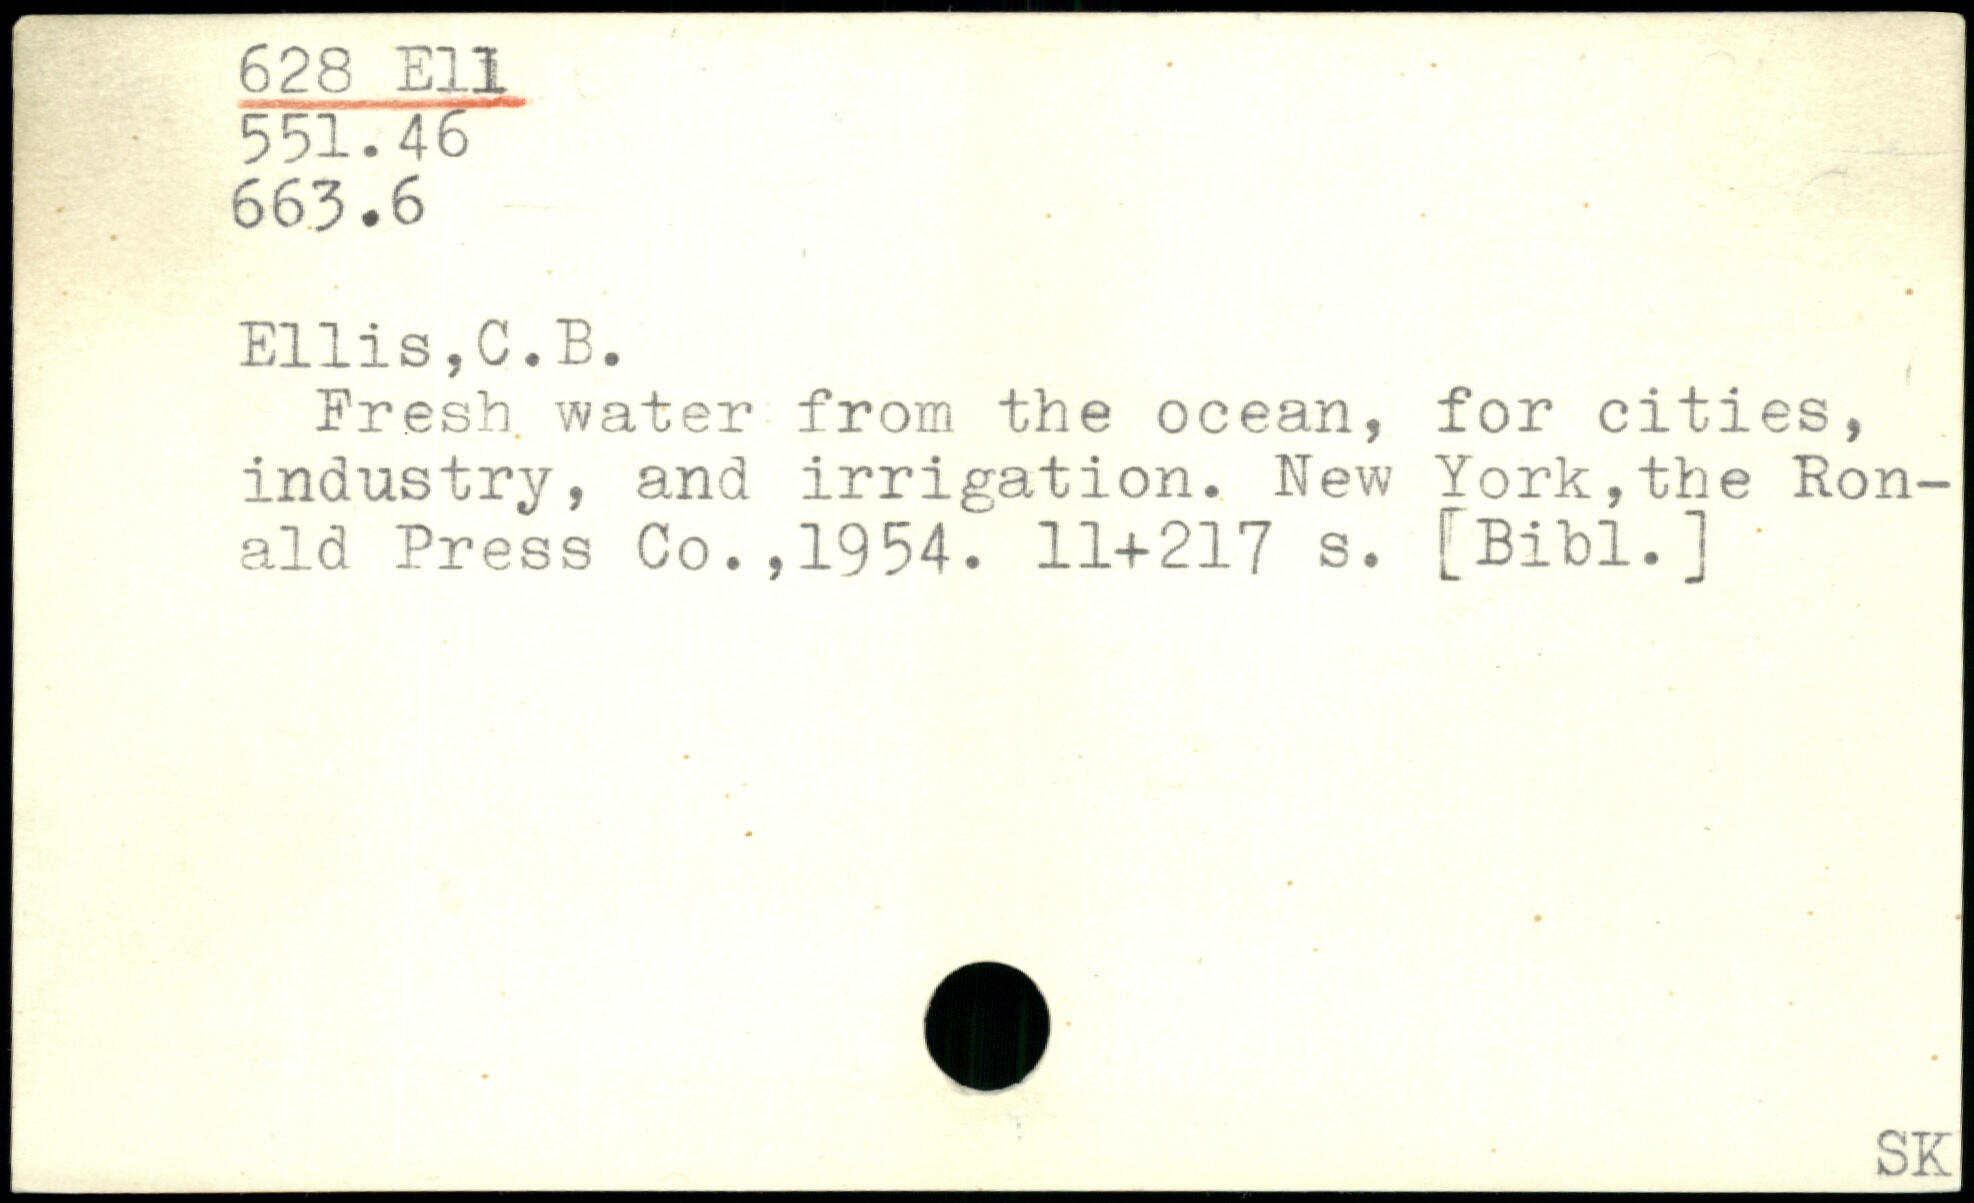 628 Ell
551.46
663.6
Ellis,C.B.
Fresh water from the ocean, for cities,
industry, and irrigation. New York,the Ron-
ald Press Co.,1954. 11+217 s. [Bibl.]
SK